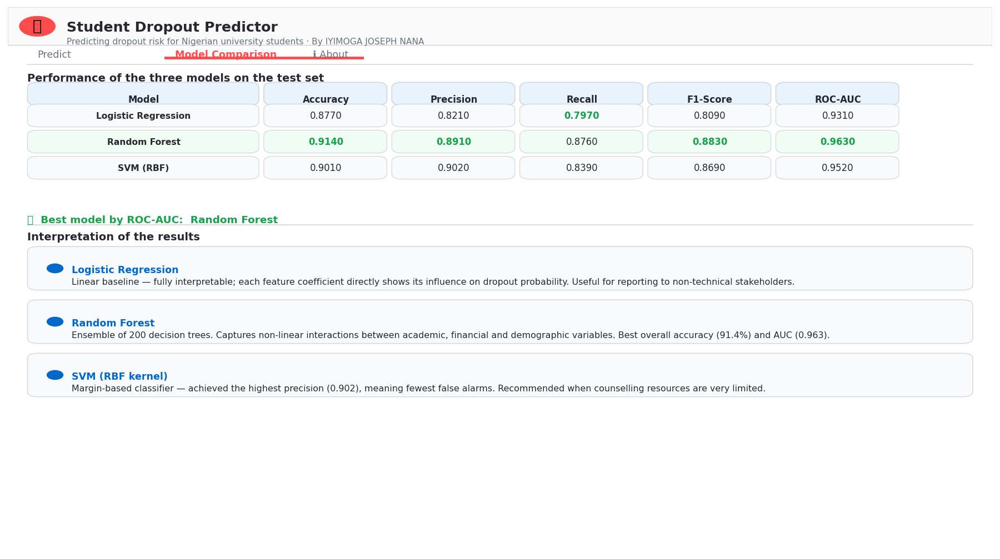 Student Dropout Predictor
Predicting dropout risk for Nigerian university students · By IYIMOGA JOSEPH NANA
Predict Model Comparison ℹ About
Performance of the three models on the test set
Model Accuracy Precision Recall F1-Score ROC-AUC
Logistic Regression 0.8770 0.8210 0.7970 0.8090 0.9310
Random Forest 0.9140 0.8910 0.8760 0.8830 0.9630
SVM (RBF) 0.9010 0.9020 0.8390 0.8690 0.9520
Best model by ROC-AUC: Random Forest
Interpretation of the results
Logistic Regression
Linear baseline — fully interpretable; each feature coefficient directly shows its influence on dropout probability. Useful for reporting to non-technical stakeholders.
Random Forest
Ensemble of 200 decision trees. Captures non-linear interactions between academic, financial and demographic variables. Best overall accuracy (91.4%) and AUC (0.963).
SVM (RBF kernel)
Margin-based classifier — achieved the highest precision (0.902), meaning fewest false alarms. Recommended when counselling resources are very limited.